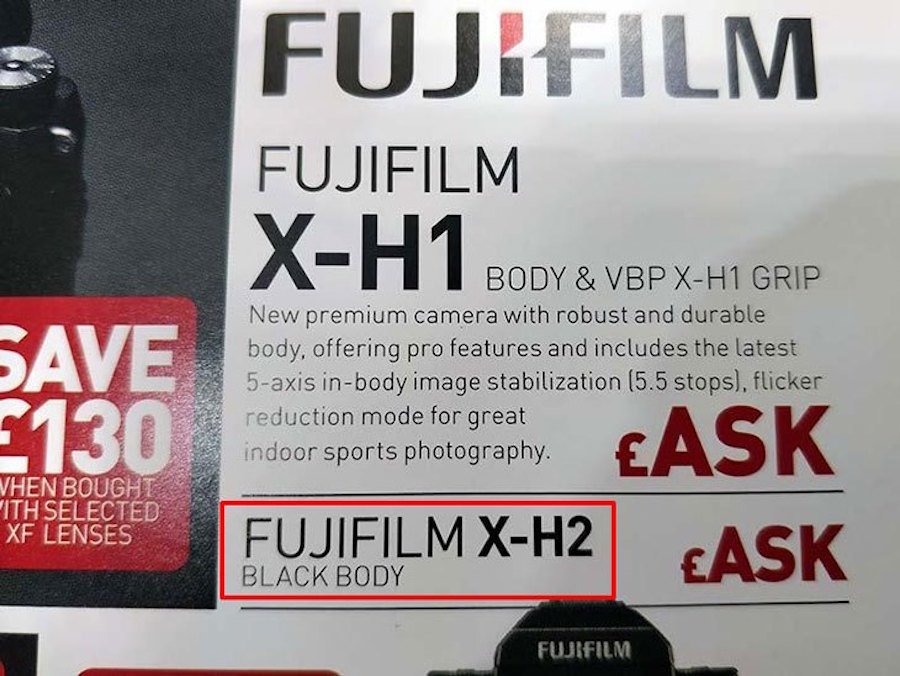 FUJIFILM
FUJIFILM
X-H1 BODY & VBP X-H1 GRIP
New premium camera with robust and durable
body, offering pro features and includes the latest
5-axis in-body image stabilization (5.5 stops), flicker
reduction mode for great
indoor sports photography.
£ASK
SAVE
£130
WHEN BOUGHT
WITH SELECTED
XF LENSES
FUJIFILM X-H2
BLACK BODY
£ASK
FUJIFILM